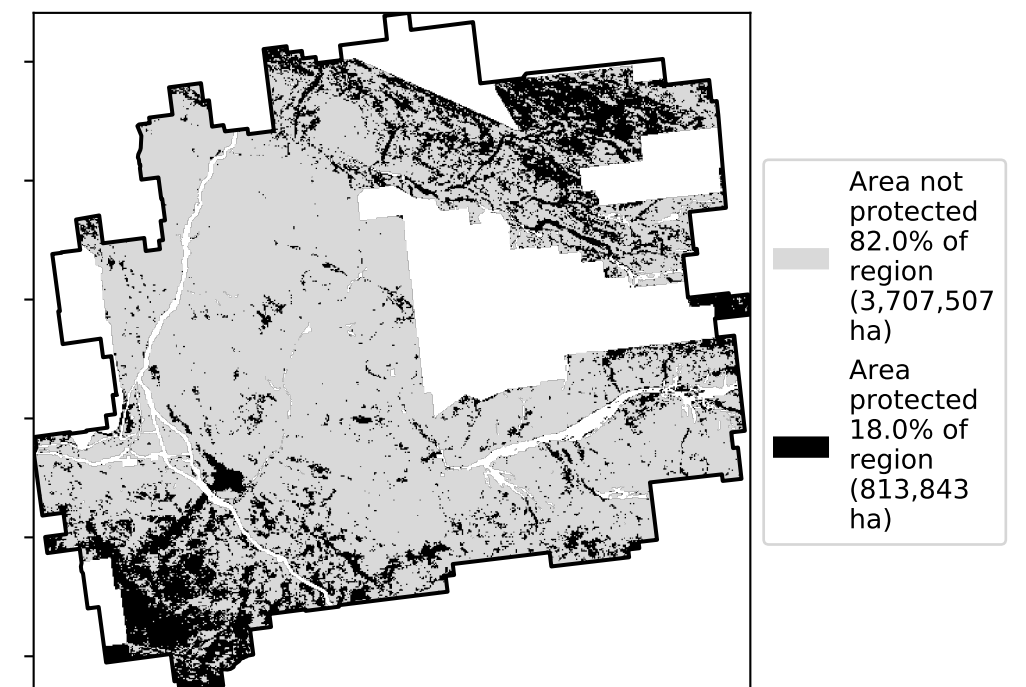 Area not
protected
82.0% of
region
(3,707,507
ha)
Area
protected
18.0% of
region
(813,843
ha)